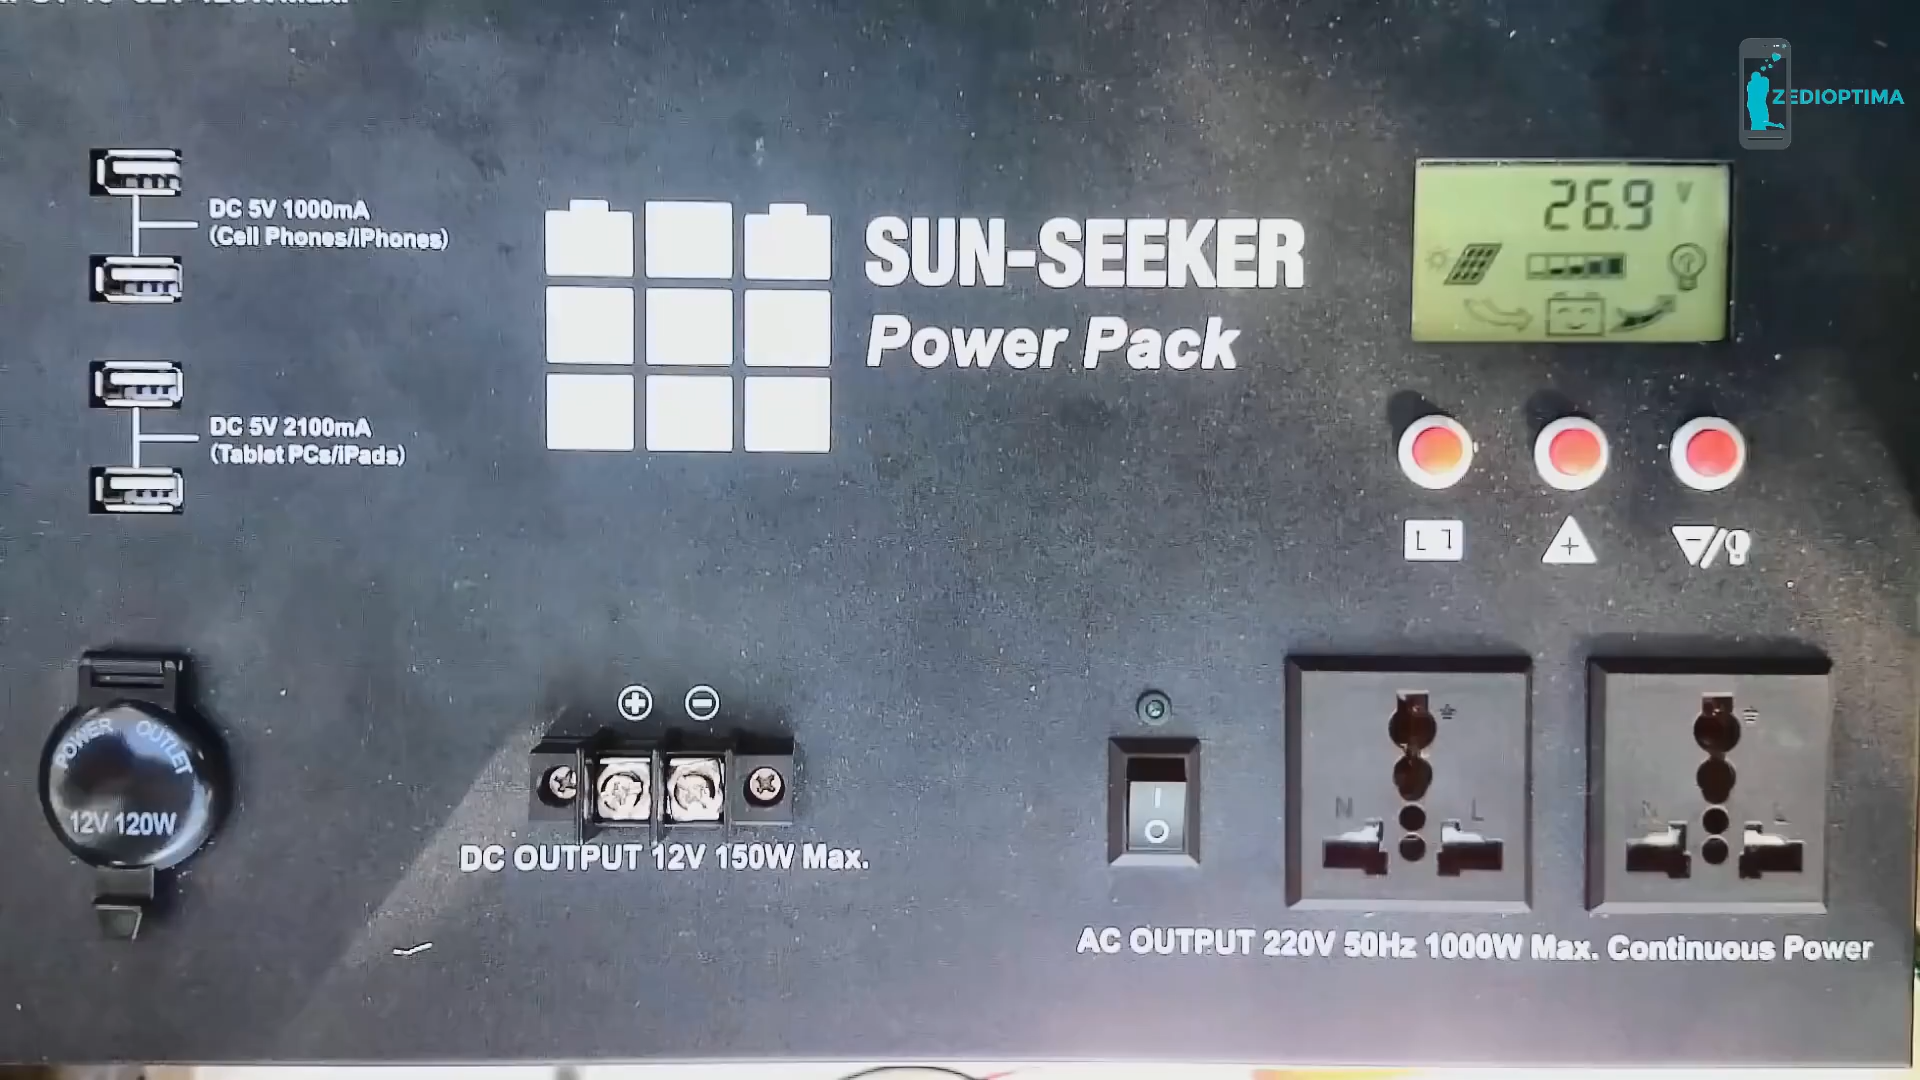 ZEDIOPTIMA
DC 5V 1000mA
(Cell Phones/iPhones)
DC 5V 2100mA
(Tablet PCs/iPads)
SUN-SEEKER
Power Pack
26.9 V
POWER OUTLET
12V 120W
DC OUTPUT 12V 150W Max.
N L
N L
AC OUTPUT 220V 50Hz 1000W Max. Continuous Power